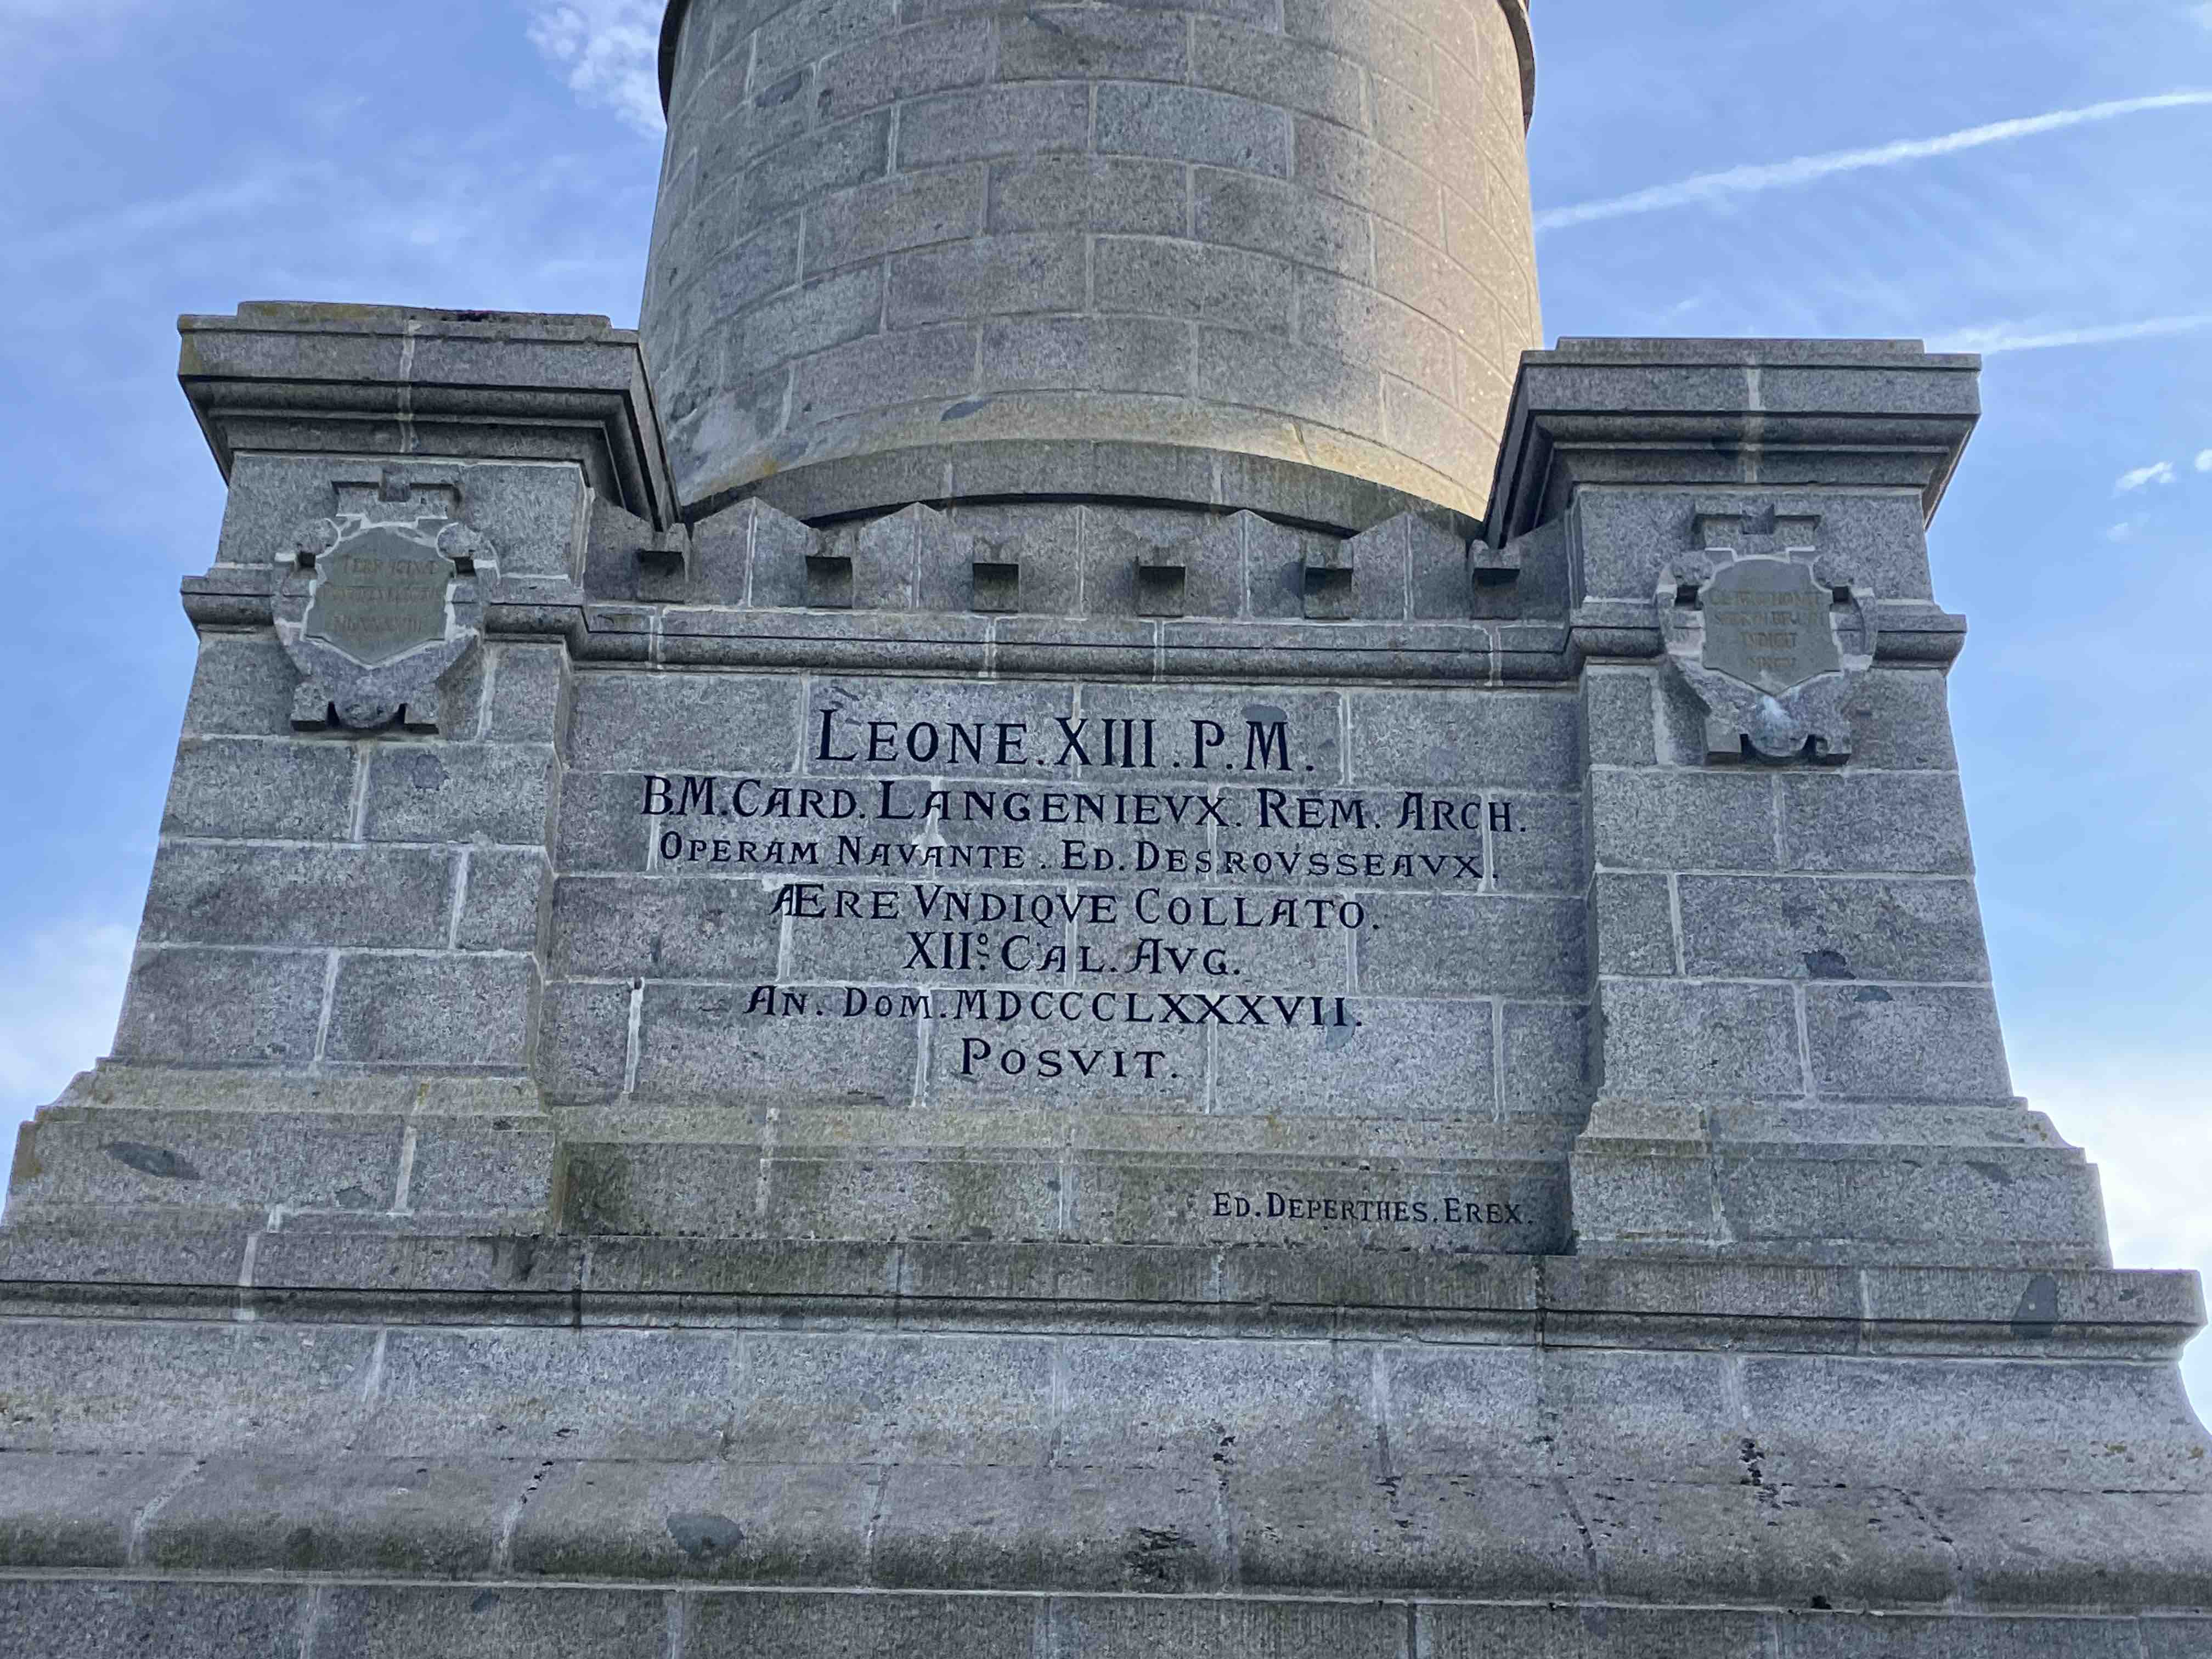 LEONE.XIII.P.M.
B.M.CARD.LANGENIEVX.REM.ARCH.
OPERAM NAVANTE.ED.DESROVSSEAVX.
ÆRE VNDIQVE COLLATO.
XIIº.CAL.AVG.
AN.DOM.MDCCCLXXXVII.
POSVIT.
ED.DEPERTHES.EREX.